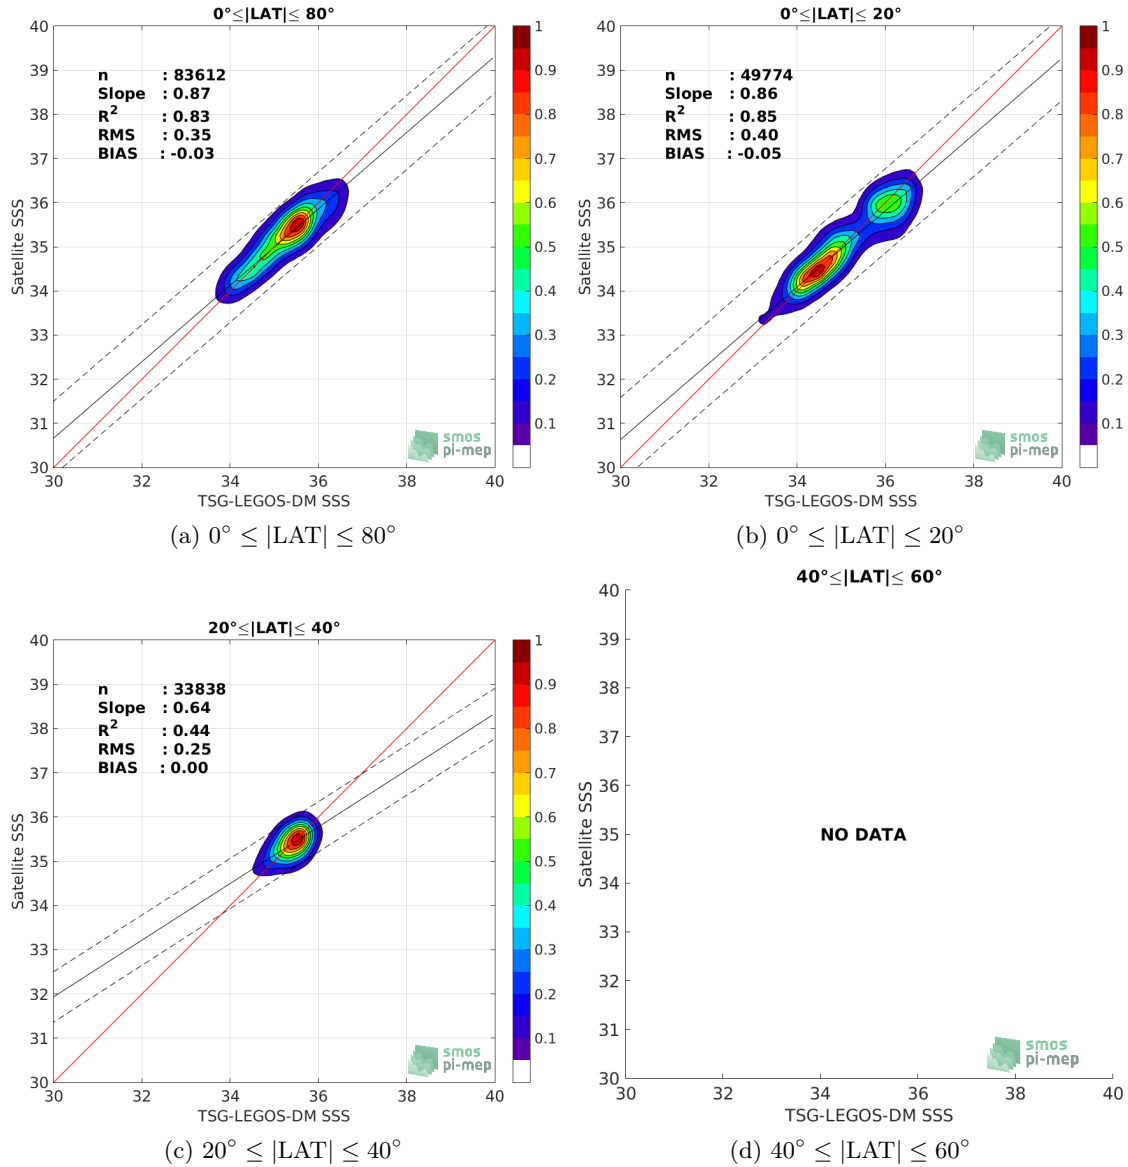 0°≤|LAT|≤ 80°
40
39
38
37
36
35
34
33
32
31
30
Satellite SSS
n : 83612
Slope : 0.87
R² : 0.83
RMS : 0.35
BIAS : -0.03
smos
pi-mep
30 32 34 36 38 40
TSG-LEGOS-DM SSS
1
0.9
0.8
0.7
0.6
0.5
0.4
0.3
0.2
0.1
(a) 0° ≤ |LAT| ≤ 80°
0°≤|LAT|≤ 20°
40
39
38
37
36
35
34
33
32
31
30
Satellite SSS
n : 49774
Slope : 0.86
R² : 0.85
RMS : 0.40
BIAS : -0.05
smos
pi-mep
30 32 34 36 38 40
TSG-LEGOS-DM SSS
1
0.9
0.8
0.7
0.6
0.5
0.4
0.3
0.2
0.1
(b) 0° ≤ |LAT| ≤ 20°
20°≤|LAT|≤ 40°
40
39
38
37
36
35
34
33
32
31
30
Satellite SSS
n : 33838
Slope : 0.64
R² : 0.44
RMS : 0.25
BIAS : 0.00
smos
pi-mep
30 32 34 36 38 40
TSG-LEGOS-DM SSS
1
0.9
0.8
0.7
0.6
0.5
0.4
0.3
0.2
0.1
(c) 20° ≤ |LAT| ≤ 40°
40°≤|LAT|≤ 60°
40
39
38
37
36
35
34
33
32
31
30
Satellite SSS
NO DATA
smos
pi-mep
30 32 34 36 38 40
TSG-LEGOS-DM SSS
(d) 40° ≤ |LAT| ≤ 60°